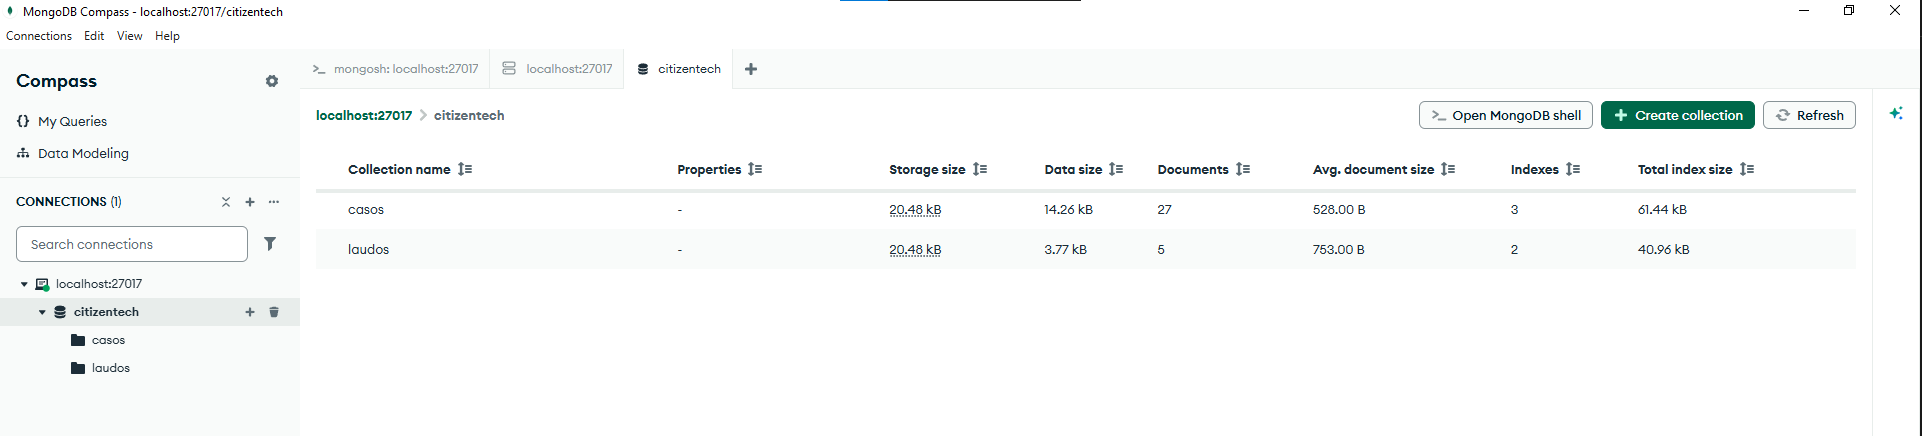 MongoDB Compass - localhost:27017/citizentech
Connections Edit View Help
Compass
My Queries
Data Modeling
CONNECTIONS (1)
Search connections
localhost:27017
citizentech
casos
laudos
mongosh: localhost:27017 localhost:27017 citizentech
localhost:27017 > citizentech
Open MongoDB shell Create collection Refresh
Collection name Properties Storage size Data size Documents Avg. document size Indexes Total index size
casos - 20.48 kB 14.26 kB 27 528.00 B 3 61.44 kB
laudos - 20.48 kB 3.77 kB 5 753.00 B 2 40.96 kB